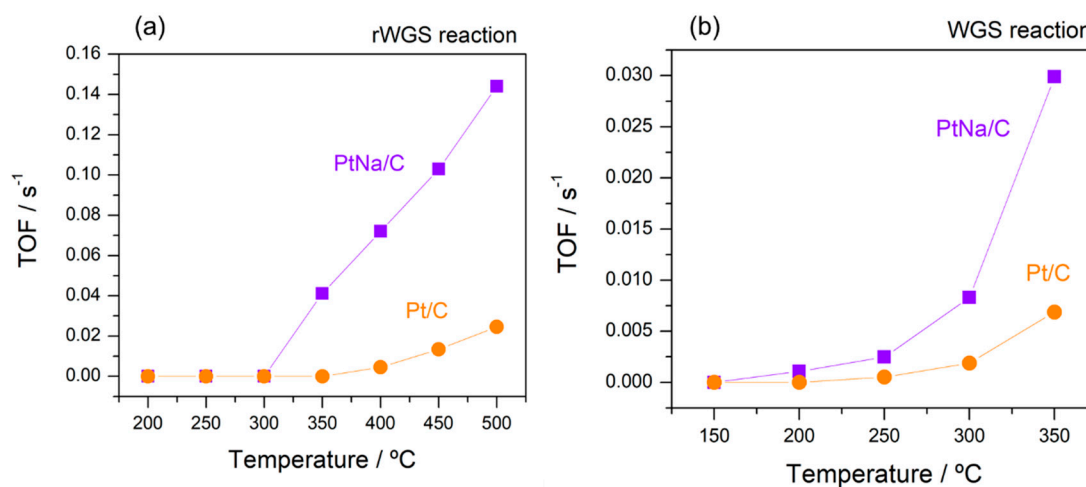 (a)
rWGS reaction
0.16
0.14
0.12
0.10
0.08
0.06
0.04
0.02
0.00
TOF / s⁻¹
PtNa/C
Pt/C
200 250 300 350 400 450 500
Temperature / ºC
(b)
WGS reaction
0.030
0.025
0.020
0.015
0.010
0.005
0.000
TOF / s⁻¹
PtNa/C
Pt/C
150 200 250 300 350
Temperature / ºC